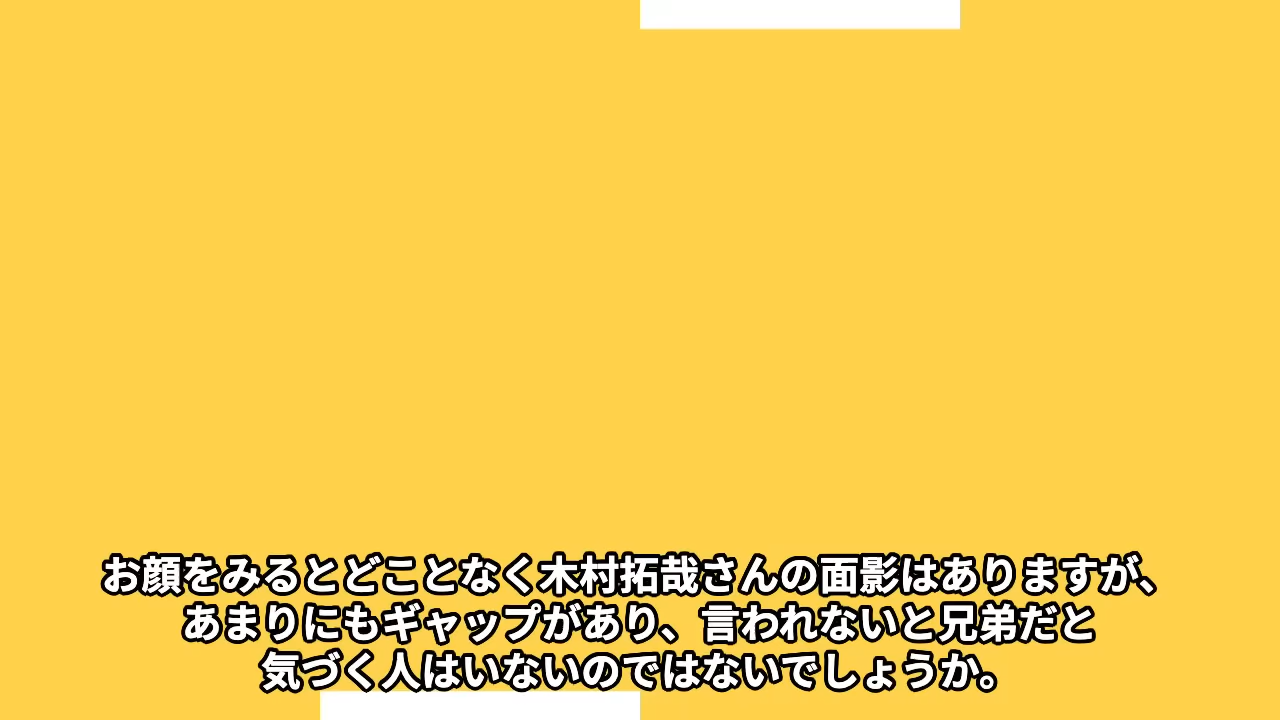 お顔をみるとどことなく木村拓哉さんの面影はありますが、
あまりにもギャップがあり、言われないと兄弟だと
気づく人はいないのではないでしょうか。